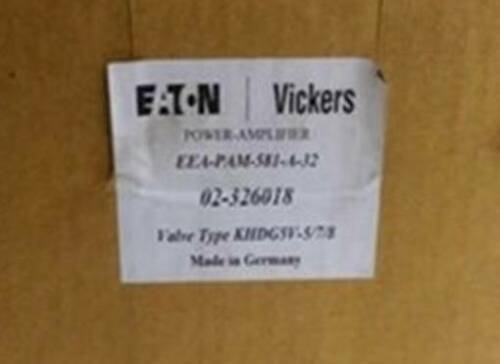 EATON | Vickers
POWER-AMPLIFIER
EEA-PAM-581-A-32
02-326018
Valve Type KHDG5V-5/7/8
Made in Germany